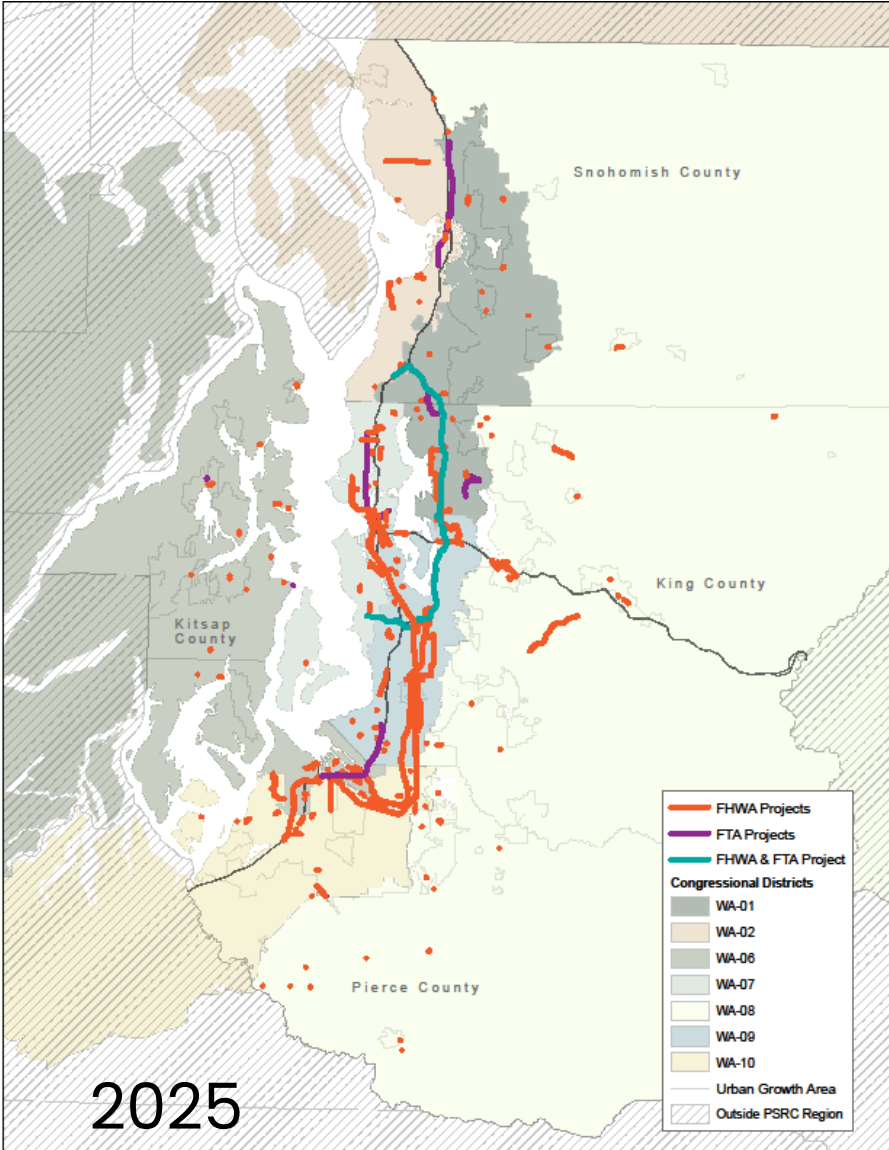 Snohomish County
King County
Kitsap
County
Pierce County
FHWA Projects
FTA Projects
FHWA & FTA Project
Congressional Districts
WA-01
WA-02
WA-06
WA-07
WA-08
WA-09
WA-10
Urban Growth Area
Outside PSRC Region
2025